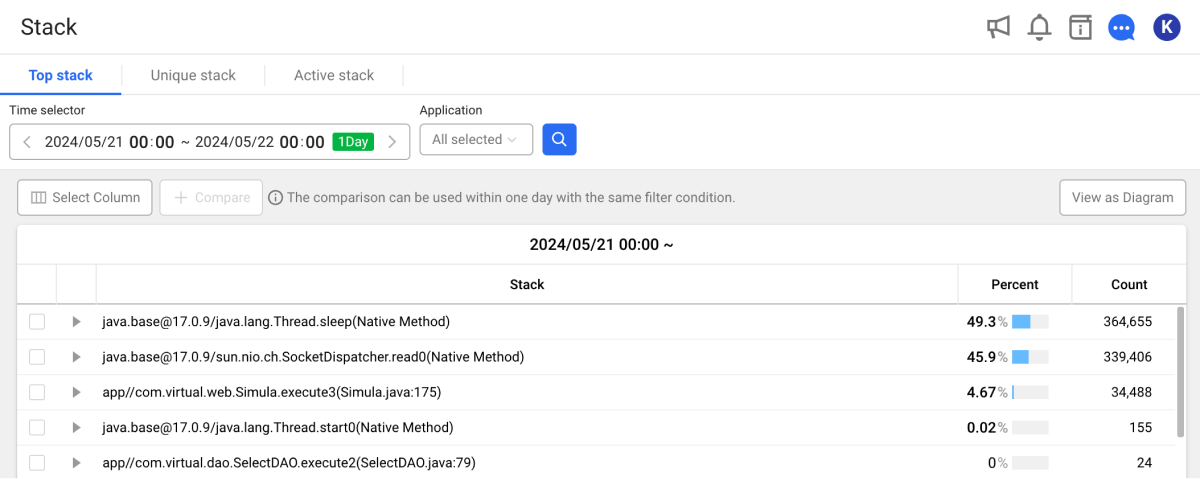 Stack
K
Top stack Unique stack Active stack
Time selector Application
2024/05/21 00:00 ~ 2024/05/22 00:00 1Day All selected
Select Column Compare The comparison can be used within one day with the same filter condition. View as Diagram
2024/05/21 00:00 ~
Stack Percent Count
java.base@17.0.9/java.lang.Thread.sleep(Native Method) 49.3% 364,655
java.base@17.0.9/sun.nio.ch.SocketDispatcher.read0(Native Method) 45.9% 339,406
app//com.virtual.web.Simula.execute3(Simula.java:175) 4.67% 34,488
java.base@17.0.9/java.lang.Thread.start0(Native Method) 0.02% 155
app//com.virtual.dao.SelectDAO.execute2(SelectDAO.java:79) 0% 24